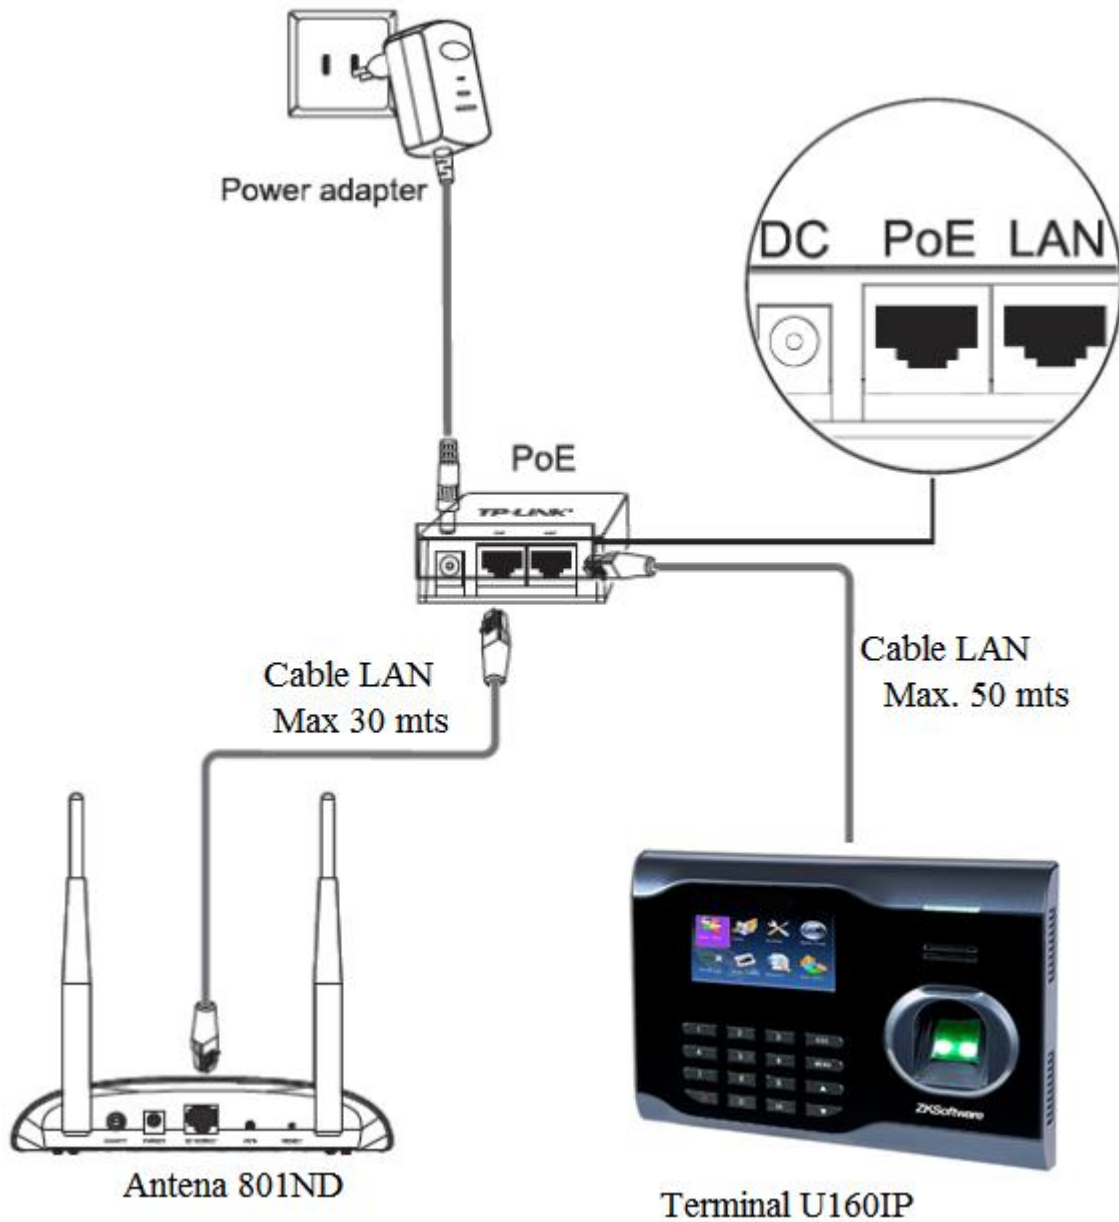 Power adapter
DC PoE LAN
PoE
TP-LINK
Cable LAN
Max 30 mts
Cable LAN
Max. 50 mts
ZKSoftware
Antena 801ND
Terminal U160IP